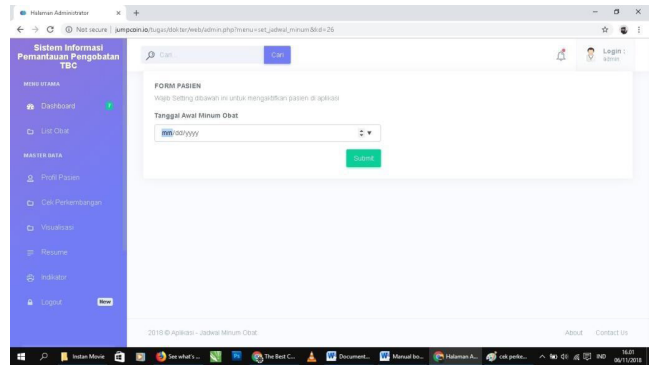 Halaman Administrator
Not secure | jumpcoin.io/tugas/dokter/web/admin.php?menu=set_jadwal_minum&kd=26
Sistem Informasi
Pemantauan Pengobatan
TBC
Cari
Cari
Login :
admin
MENU UTAMA
Dashboard
List Obat
MASTER DATA
Profil Pasien
Cek Perkembangan
Visualisasi
Resume
Indikator
Logout New
FORM PASIEN
Wajib Setting dibawah ini untuk mengaktifkan pasien di aplikasi
Tanggal Awal Minum Obat
mm/dd/yyyy
Submit
2018 © Aplikasi - Jadwal Minum Obat.
About Contact Us
Instan Movie
See what's ...
The Best C...
Document...
Manual bo...
Halaman A...
cek perke...
IND
16.01
06/11/2018